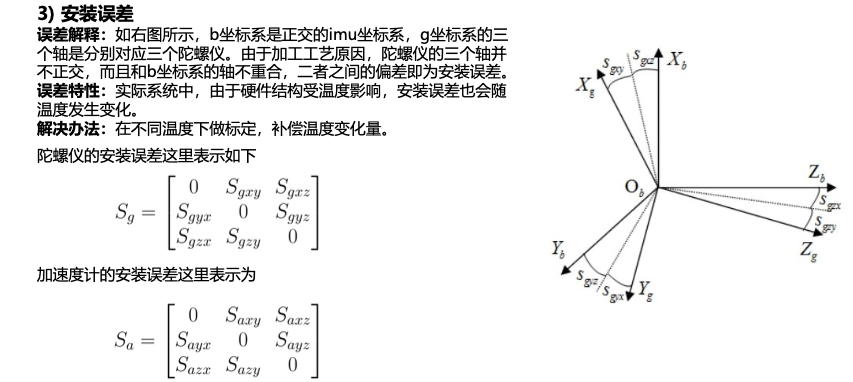 3) 安装误差
误差解释：如右图所示，b坐标系是正交的imu坐标系，g坐标系的三
个轴是分别对应三个陀螺仪。由于加工工艺原因，陀螺仪的三个轴并
不正交，而且和b坐标系的轴不重合，二者之间的偏差即为安装误差。
误差特性：实际系统中，由于硬件结构受温度影响，安装误差也会随
温度发生变化。
解决办法：在不同温度下做标定，补偿温度变化量。
陀螺仪的安装误差这里表示如下
0 S_{gxy} S_{gxz}
S_g = S_{gyx} 0 S_{gyz}
S_{gzx} S_{gzy} 0
加速度计的安装误差这里表示为
0 S_{axy} S_{axz}
S_a = S_{ayx} 0 S_{ayz}
S_{azx} S_{azy} 0
S_{gxy} S_{gxz} X_b
X_g
O_b
Z_b
S_{gzx}
S_{gzy}
Z_g
Y_b
S_{gyz}
S_{gyx} Y_g